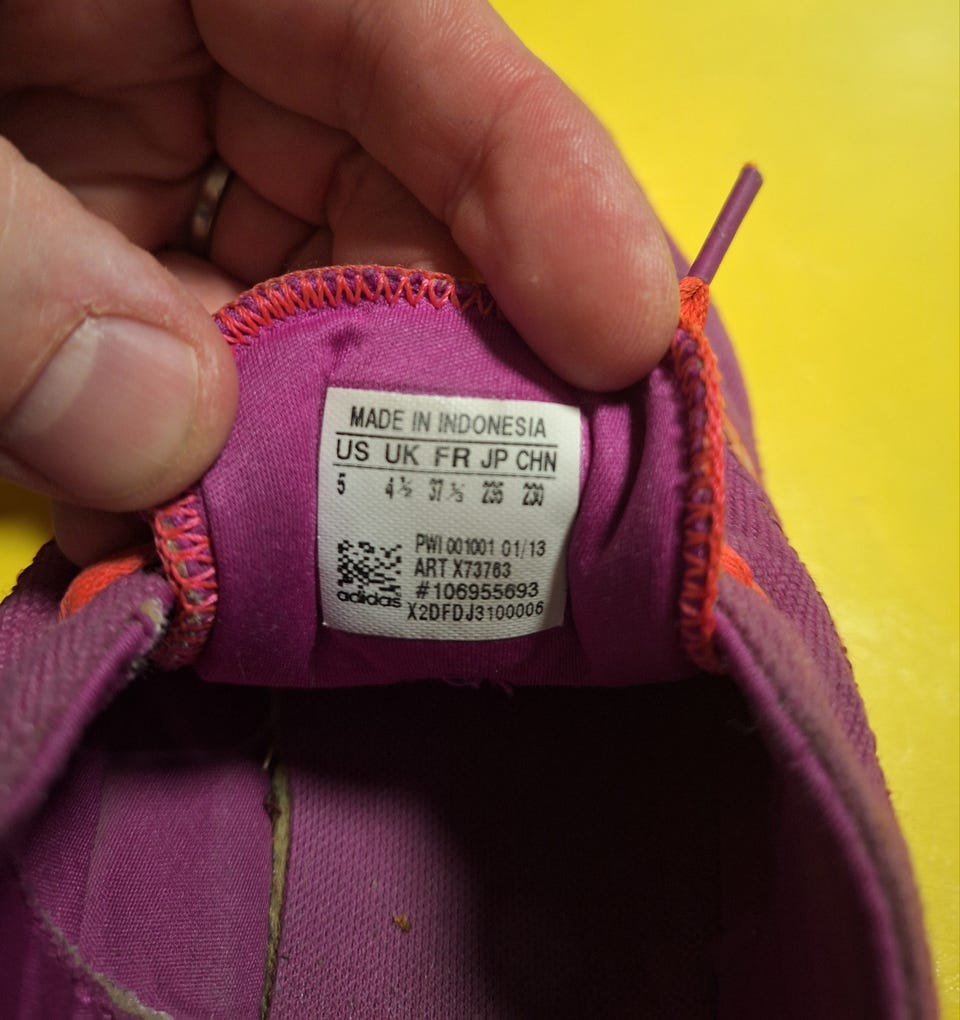 MADE IN INDONESIA
US UK FR JP CHN
5 4½ 37⅓ 235 230
PWI 001001 01/13
ART X73763
#106955693
adidas X2DFDJ3100006